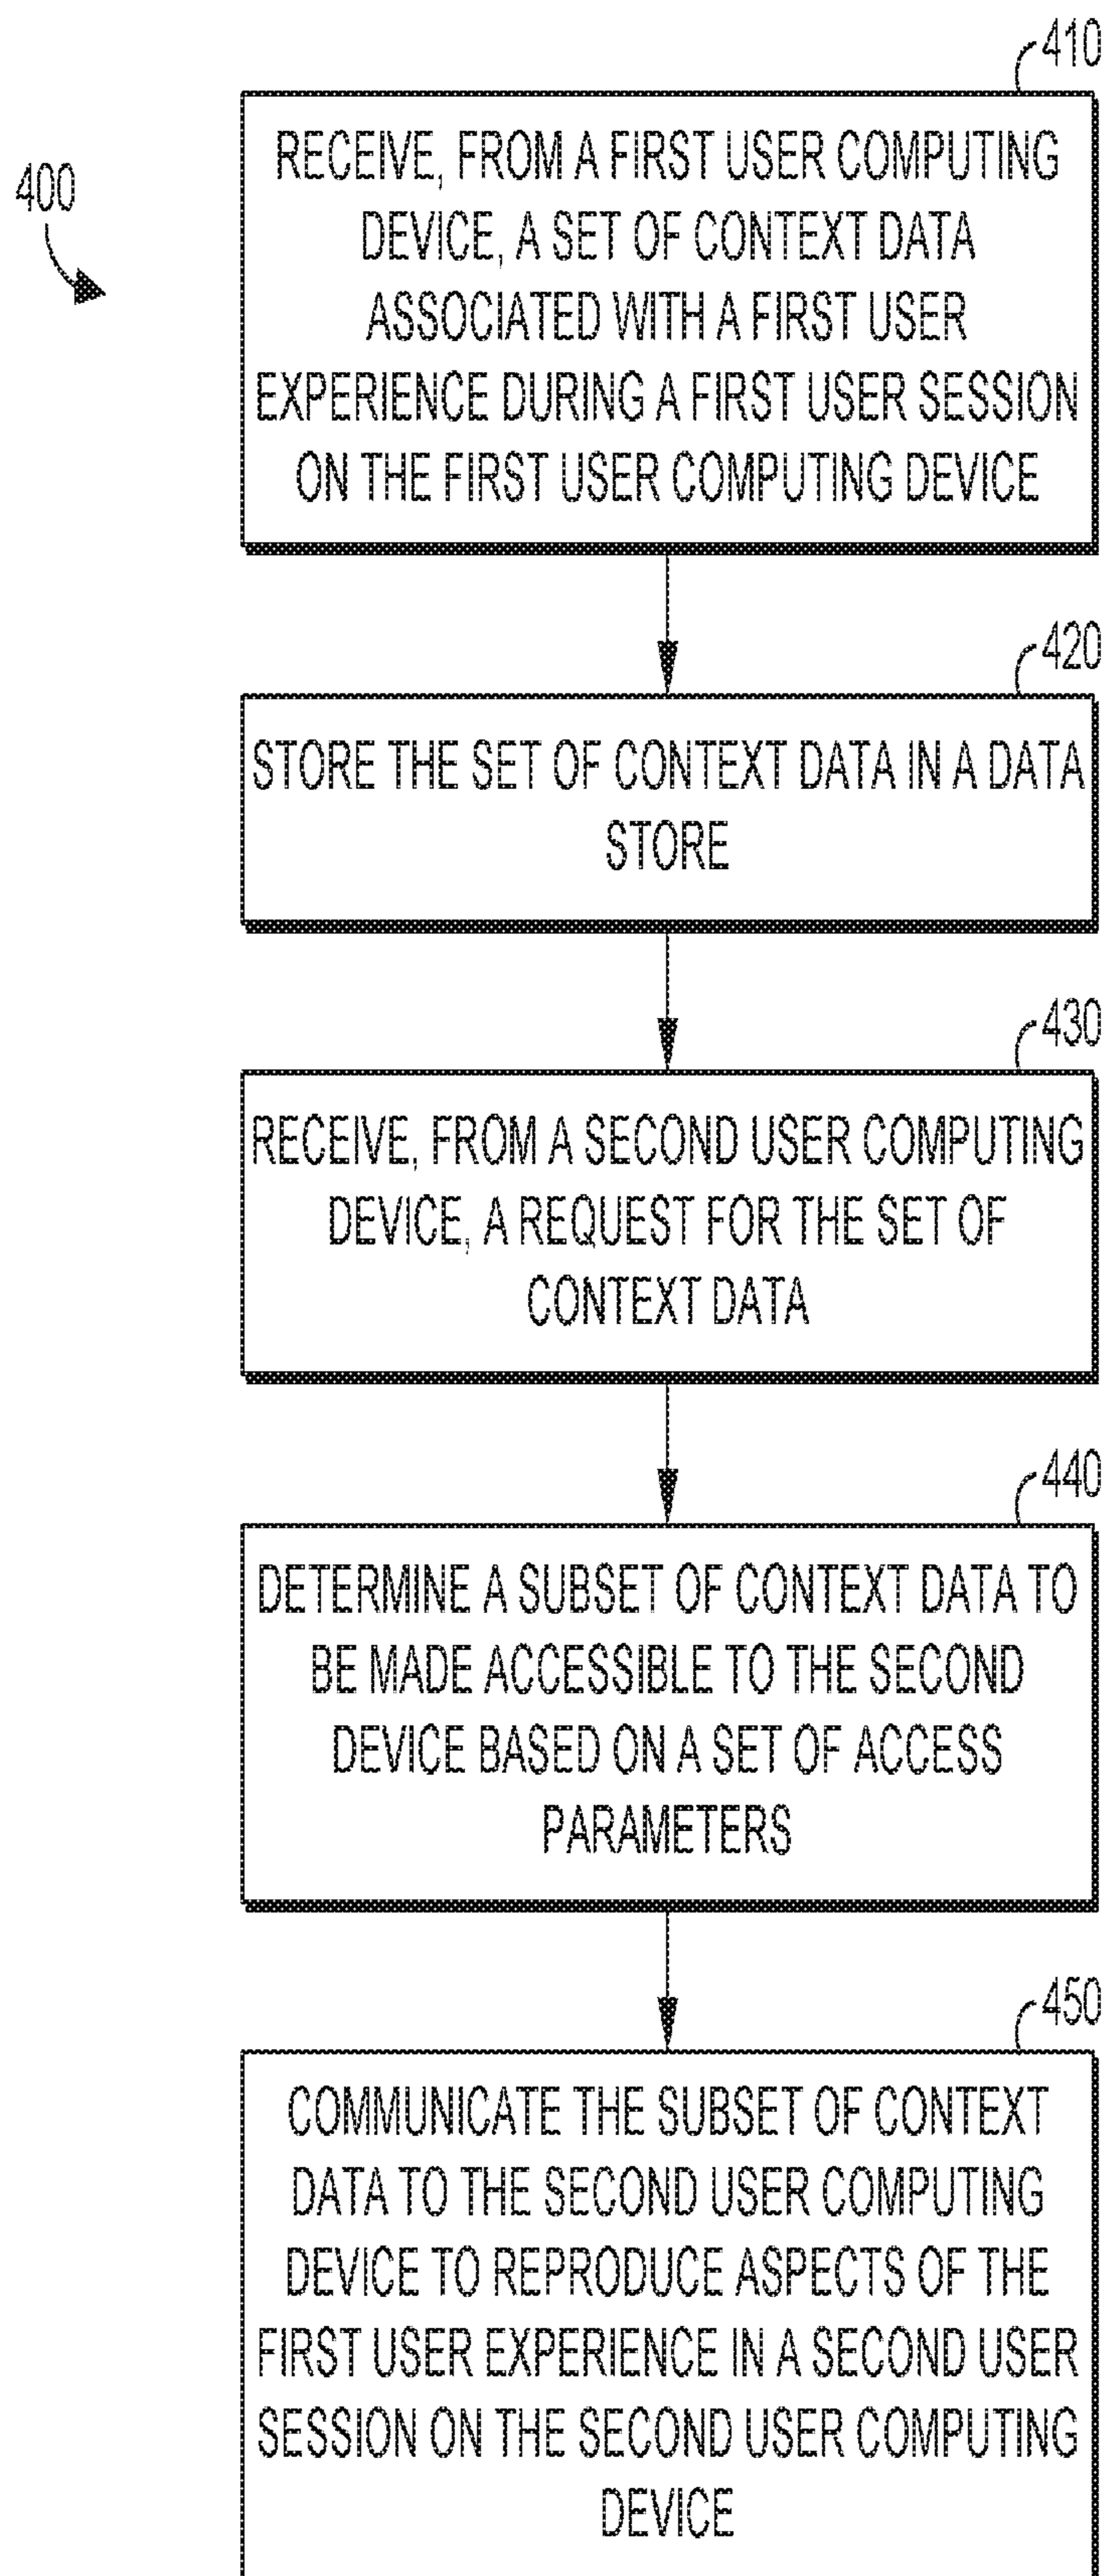 410
400
RECEIVE, FROM A FIRST USER COMPUTING
DEVICE, A SET OF CONTEXT DATA
ASSOCIATED WITH A FIRST USER
EXPERIENCE DURING A FIRST USER SESSION
ON THE FIRST USER COMPUTING DEVICE
420
STORE THE SET OF CONTEXT DATA IN A DATA
STORE
430
RECEIVE, FROM A SECOND USER COMPUTING
DEVICE, A REQUEST FOR THE SET OF
CONTEXT DATA
440
DETERMINE A SUBSET OF CONTEXT DATA TO
BE MADE ACCESSIBLE TO THE SECOND
DEVICE BASED ON A SET OF ACCESS
PARAMETERS
450
COMMUNICATE THE SUBSET OF CONTEXT
DATA TO THE SECOND USER COMPUTING
DEVICE TO REPRODUCE ASPECTS OF THE
FIRST USER EXPERIENCE IN A SECOND USER
SESSION ON THE SECOND USER COMPUTING
DEVICE